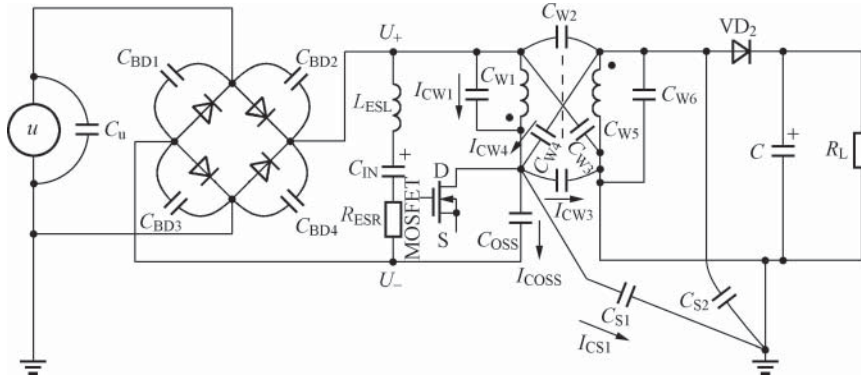 C_W2
VD_2
U_+
C_BD1
C_BD2
C_W1
I_CW1
C_W6
L_ESL
u
C_u
I_CW4
C_W4
C_W3
C_W5
C
+
R_L
C_IN
+
D
MOSFET
I_CW3
C_BD3
C_BD4
R_ESR
S
C_OSS
U_−
I_COSS
C_S1
C_S2
I_CS1